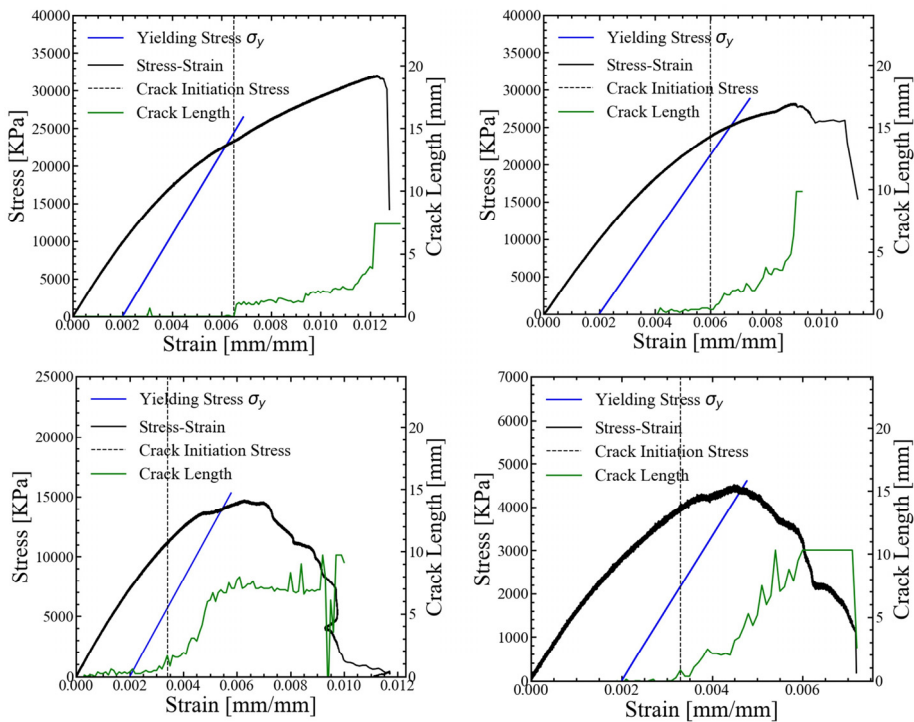 40000
35000
30000
25000
20000
15000
10000
5000
0
Stress [KPa]
Yielding Stress σy
Stress-Strain
Crack Initiation Stress
Crack Length
20
15
10
5
0
Crack Length [mm]
0.000 0.002 0.004 0.006 0.008 0.010 0.012
Strain [mm/mm]
40000
35000
30000
25000
20000
15000
10000
5000
0
Stress [KPa]
Yielding Stress σy
Stress-Strain
Crack Initiation Stress
Crack Length
20
15
10
5
0
Crack Length [mm]
0.000 0.002 0.004 0.006 0.008 0.010
Strain [mm/mm]
25000
20000
15000
10000
5000
0
Stress [KPa]
Yielding Stress σy
Stress-Strain
Crack Initiation Stress
Crack Length
20
15
10
5
0
Crack Length [mm]
0.000 0.002 0.004 0.006 0.008 0.010 0.012
Strain [mm/mm]
7000
6000
5000
4000
3000
2000
1000
0
Stress [KPa]
Yielding Stress σy
Stress-Strain
Crack Initiation Stress
Crack Length
20
15
10
5
0
Crack Length [mm]
0.000 0.002 0.004 0.006
Strain [mm/mm]